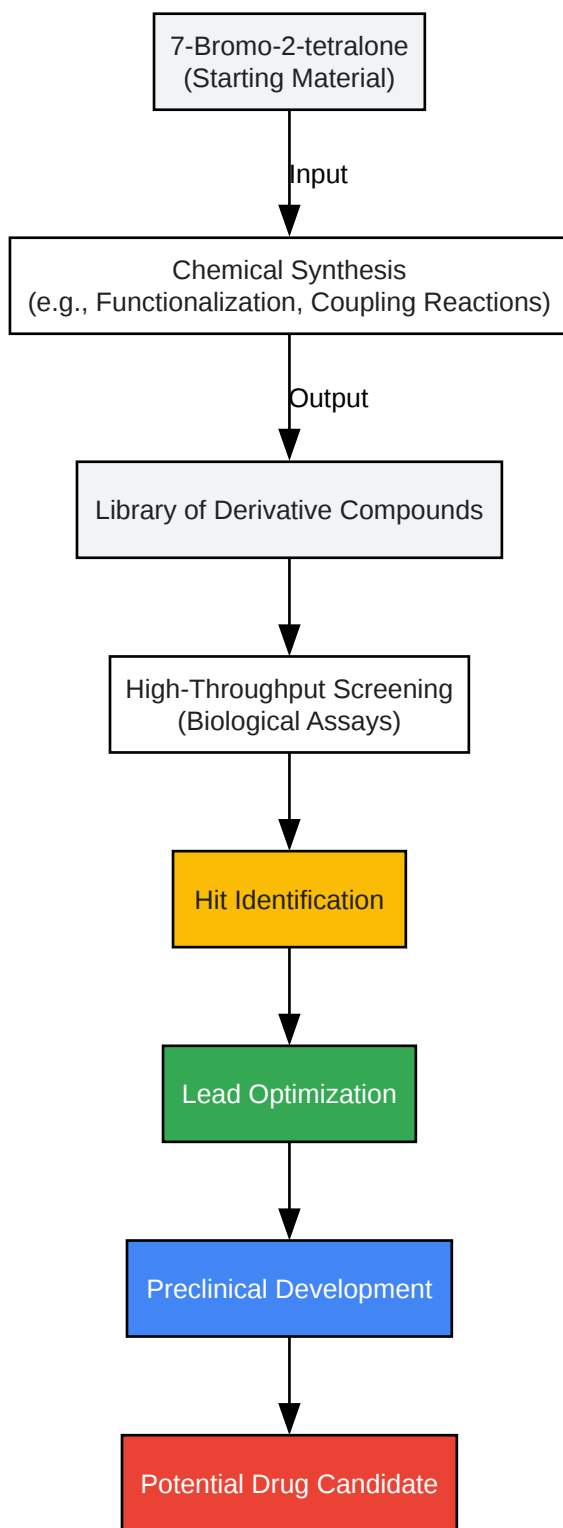 7-Bromo-2-tetralone
(Starting Material)
Input
Chemical Synthesis
(e.g., Functionalization, Coupling Reactions)
Output
Library of Derivative Compounds
High-Throughput Screening
(Biological Assays)
Hit Identification
Lead Optimization
Preclinical Development
Potential Drug Candidate